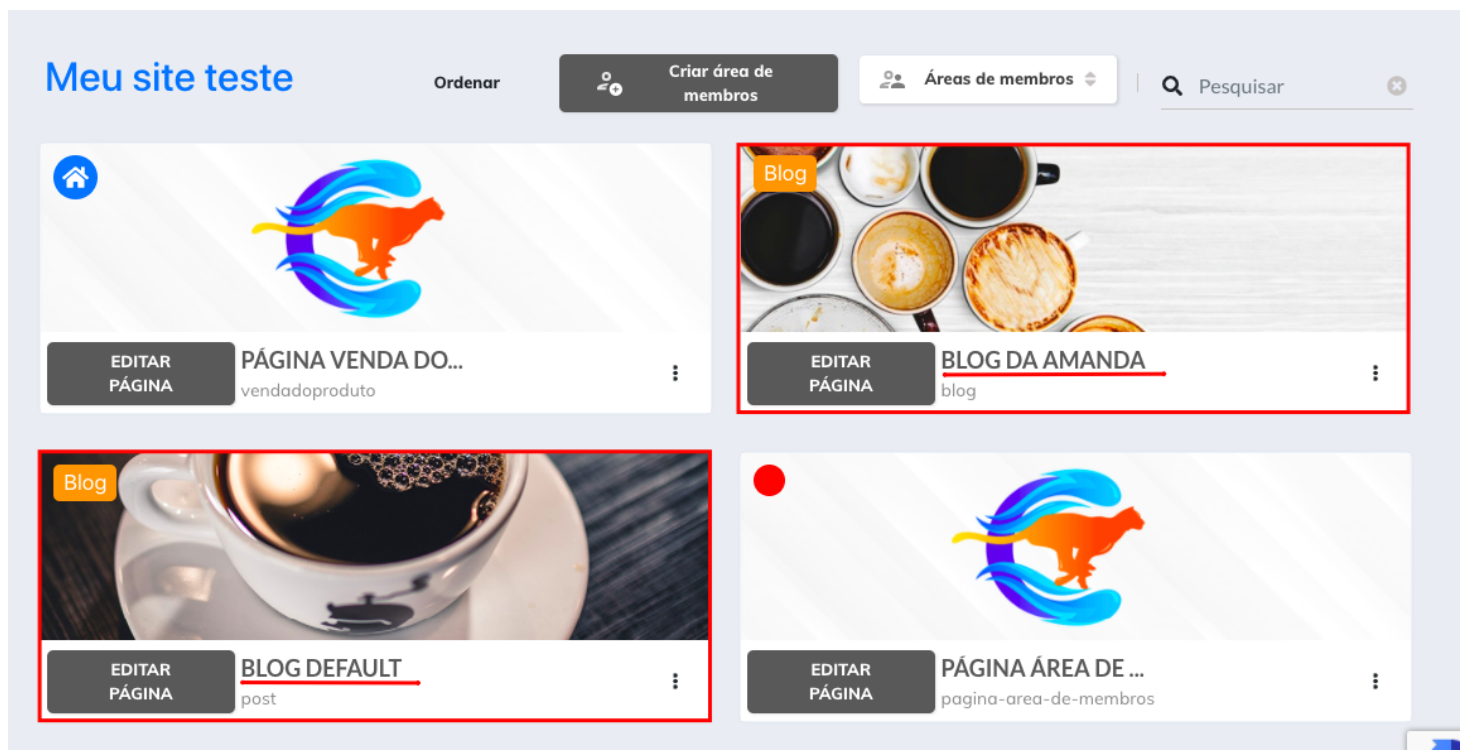 Meu site teste
Ordenar
Criar área de
membros
Áreas de membros
Pesquisar
Blog
EDITAR
PÁGINA
PÁGINA VENDA DO...
vendadoproduto
EDITAR
PÁGINA
BLOG DA AMANDA
blog
Blog
EDITAR
PÁGINA
BLOG DEFAULT
post
EDITAR
PÁGINA
PÁGINA ÁREA DE ...
pagina-area-de-membros